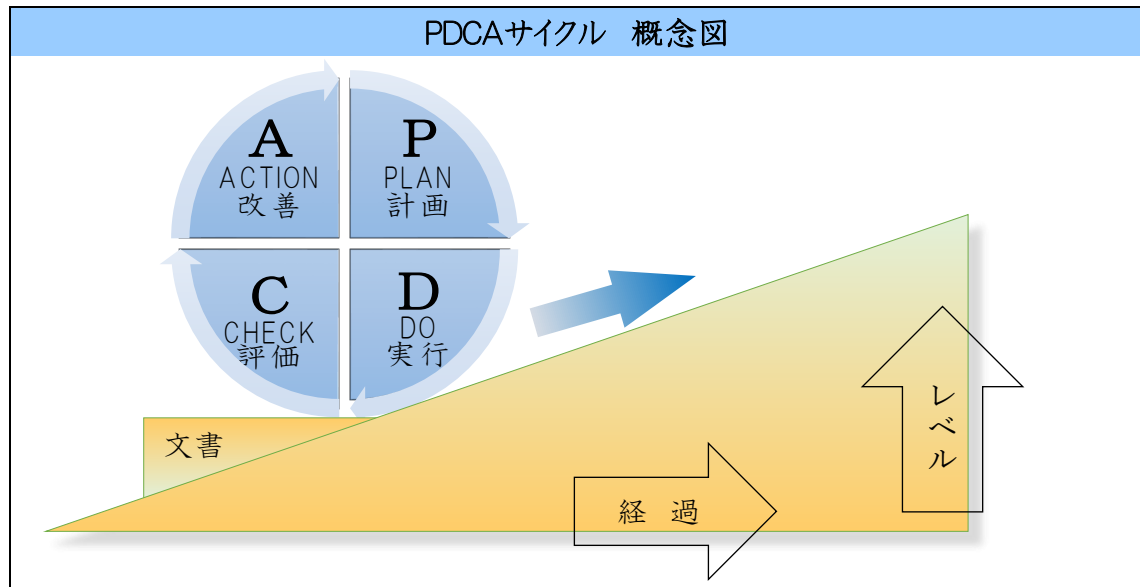 PDCAサイクル　概念図
A
ACTION
改善
P
PLAN
計画
C
CHECK
評価
D
DO
実行
文書
経 過
レベル